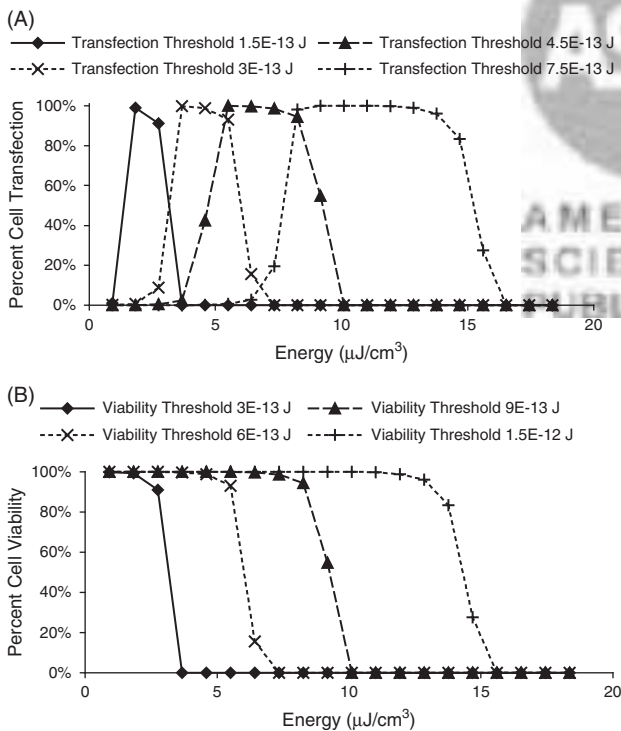 (A)
Transfection Threshold 1.5E-13 J
Transfection Threshold 4.5E-13 J
Transfection Threshold 3E-13 J
Transfection Threshold 7.5E-13 J
Percent Cell Transfection
100%
80%
60%
40%
20%
0%
0 5 10 15 20
Energy (μJ/cm³)
AME
SCIE
PUBL
(B)
Viability Threshold 3E-13 J
Viability Threshold 9E-13 J
Viability Threshold 6E-13 J
Viability Threshold 1.5E-12 J
Percent Cell Viability
100%
80%
60%
40%
20%
0%
0 5 10 15 20
Energy (μJ/cm³)